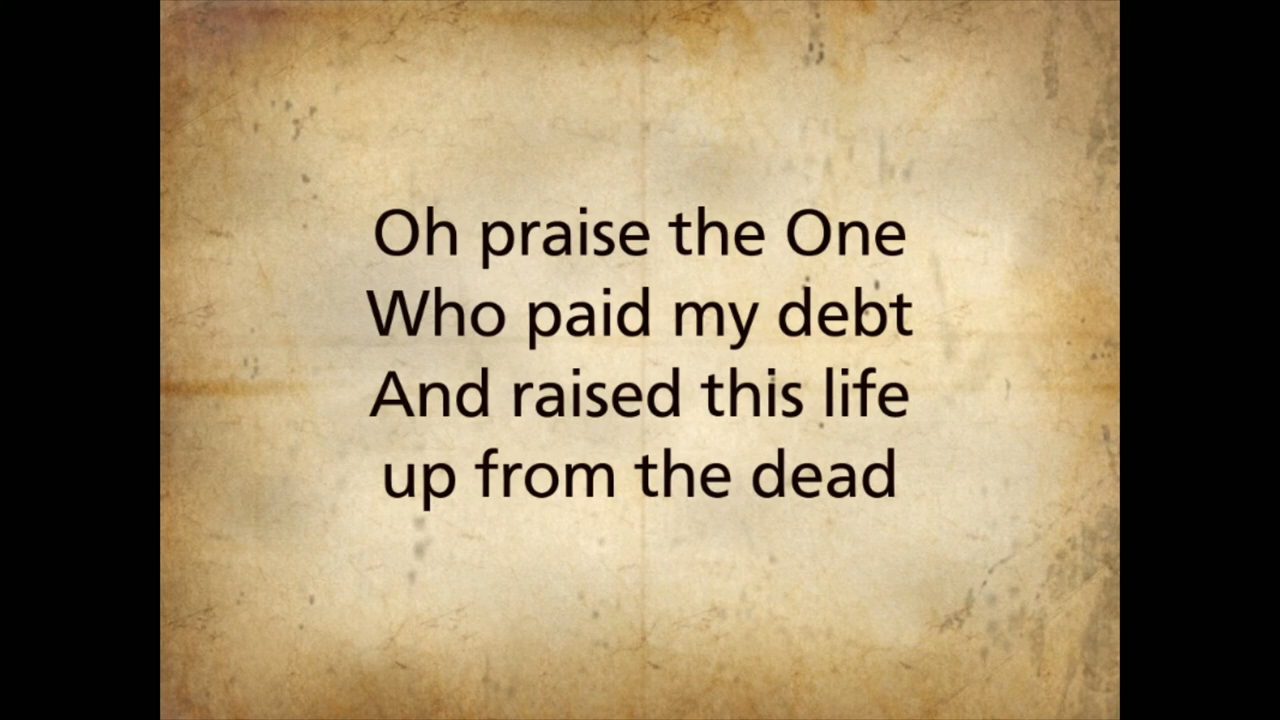 Oh praise the One
Who paid my debt
And raised this life
up from the dead